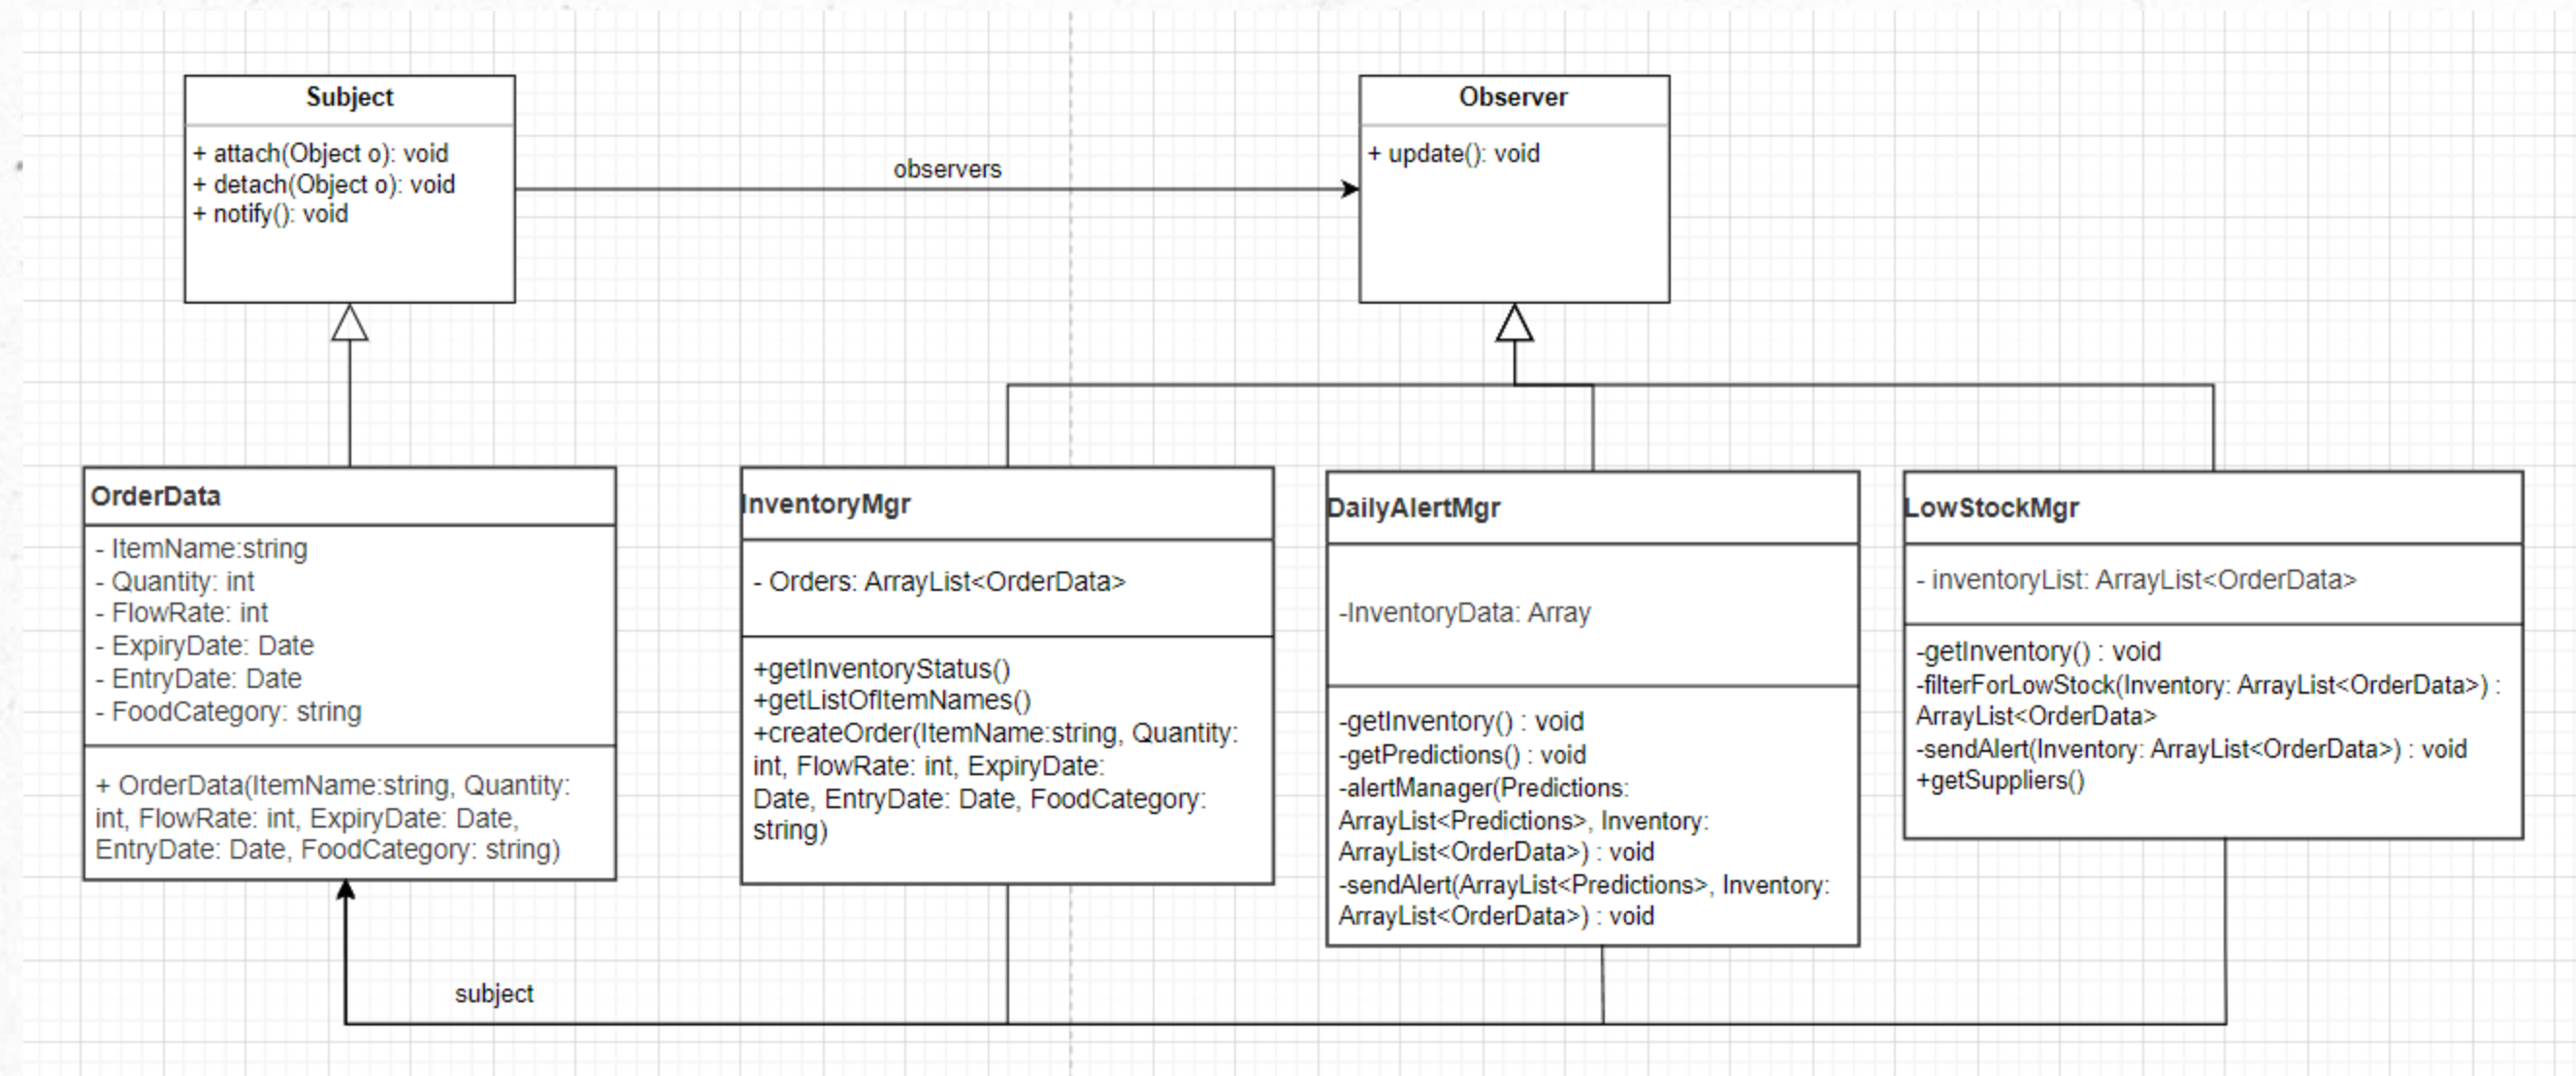 Subject
+ attach(Object o): void
+ detach(Object o): void
+ notify(): void
observers
Observer
+ update(): void
OrderData
- ItemName:string
- Quantity: int
- FlowRate: int
- ExpiryDate: Date
- EntryDate: Date
- FoodCategory: string
+ OrderData(ItemName:string, Quantity:
int, FlowRate: int, ExpiryDate: Date,
EntryDate: Date, FoodCategory: string)
InventoryMgr
- Orders: ArrayList<OrderData>
+getInventoryStatus()
+getListOfItemNames()
+createOrder(ItemName:string, Quantity:
int, FlowRate: int, ExpiryDate:
Date, EntryDate: Date, FoodCategory:
string)
DailyAlertMgr
-InventoryData: Array
-getInventory() : void
-getPredictions() : void
-alertManager(Predictions:
ArrayList<Predictions>, Inventory:
ArrayList<OrderData>) : void
-sendAlert(ArrayList<Predictions>, Inventory:
ArrayList<OrderData>) : void
LowStockMgr
- inventoryList: ArrayList<OrderData>
-getInventory() : void
-filterForLowStock(Inventory: ArrayList<OrderData>) :
ArrayList<OrderData>
-sendAlert(Inventory: ArrayList<OrderData>) : void
+getSuppliers()
subject